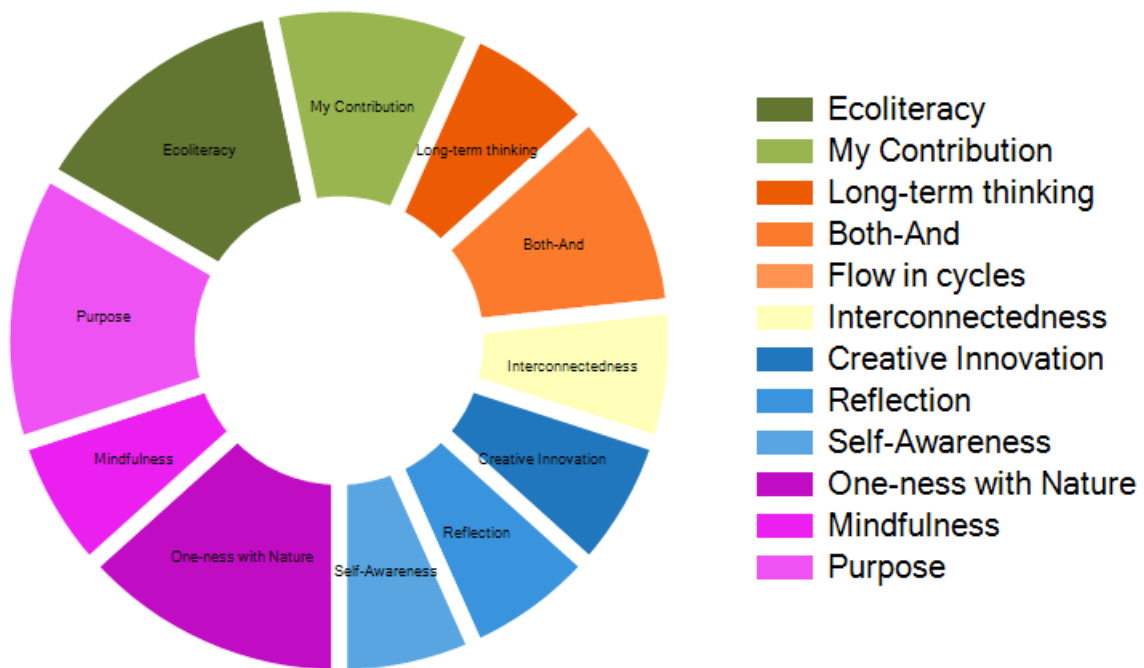 My Contribution
Ecoliteracy
Long-term thinking
Both-And
Purpose
Interconnectedness
Mindfulness
Creative Innovation
Reflection
One-ness with Nature
Self-Awareness
Ecoliteracy
My Contribution
Long-term thinking
Both-And
Flow in cycles
Interconnectedness
Creative Innovation
Reflection
Self-Awareness
One-ness with Nature
Mindfulness
Purpose